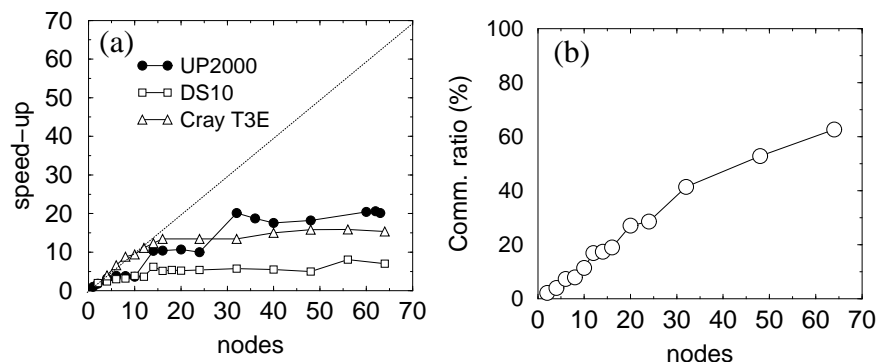 (a)
UP2000
DS10
Cray T3E
speed−up
70
60
50
40
30
20
10
0
0 10 20 30 40 50 60 70
nodes
(b)
Comm. ratio (%)
100
80
60
40
20
0
0 10 20 30 40 50 60 70
nodes